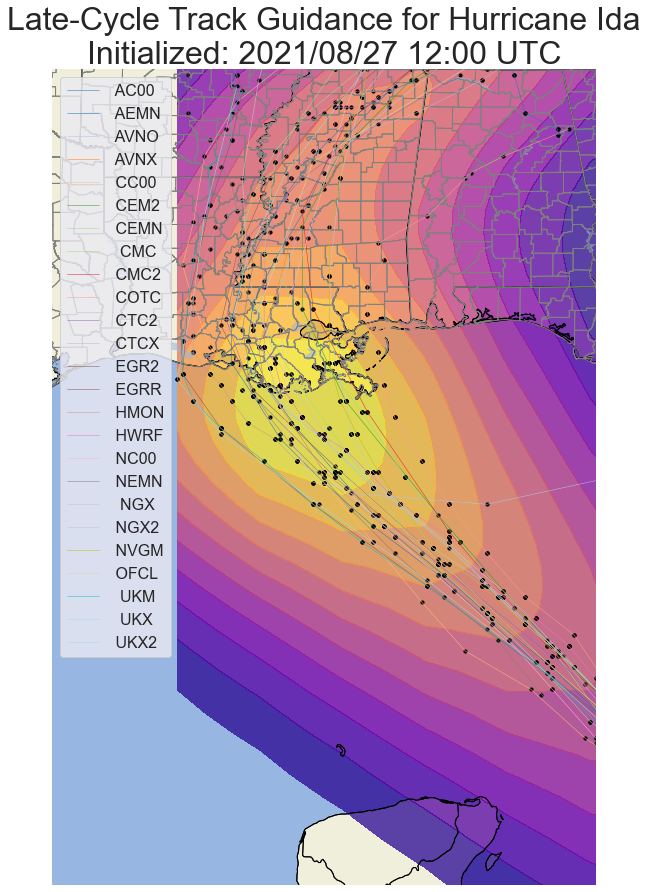 Late-Cycle Track Guidance for Hurricane Ida
Initialized: 2021/08/27 12:00 UTC
AC00
AEMN
AVNO
AVNX
CC00
CEM2
CEMN
CMC
CMC2
COTC
CTC2
CTCX
EGR2
EGRR
HMON
HWRF
NC00
NEMN
NGX
NGX2
NVGM
OFCL
UKM
UKX
UKX2